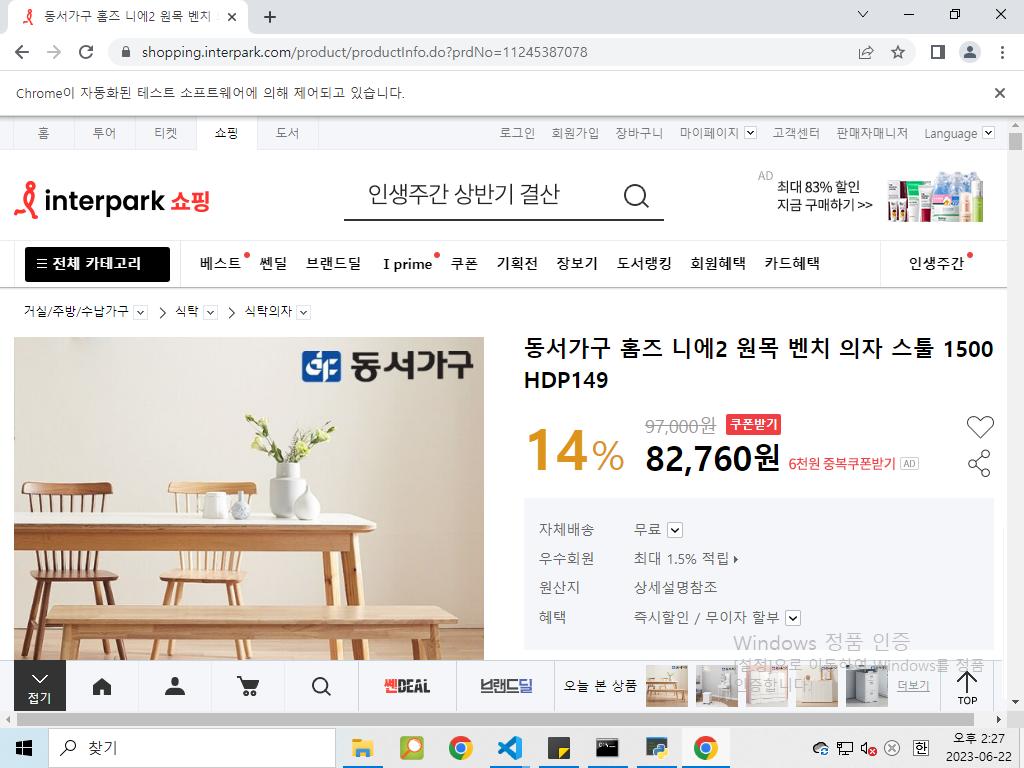 동서가구 홈즈 니에2 원목 벤치
shopping.interpark.com/product/productInfo.do?prdNo=11245387078
Chrome이 자동화된 테스트 소프트웨어에 의해 제어되고 있습니다.
홈 투어 티켓 쇼핑 도서 로그인 회원가입 장바구니 마이페이지 고객센터 판매자매니저 Language
interpark 쇼핑
인생주간 상반기 결산
AD
최대 83% 할인
지금 구매하기 >>
전체 카테고리 베스트 쎈딜 브랜드딜 I prime 쿠폰 기획전 장보기 도서랭킹 회원혜택 카드혜택 인생주간
거실/주방/수납가구 식탁 식탁의자
동서가구
동서가구 홈즈 니에2 원목 벤치 의자 스툴 1500
HDP149
14%
97,000원 쿠폰받기
82,760원 6천원 중복쿠폰받기 AD
자체배송 무료
우수회원 최대 1.5% 적립
원산지 상세설명참조
혜택 즉시할인 / 무이자 할부
Windows 정품 인증
[설정]으로 이동하여 Windows를 정품
인증합니다.
접기 쎈DEAL 브랜드딜 오늘 본 상품 더보기 TOP
찾기
한
오후 2:27
2023-06-22